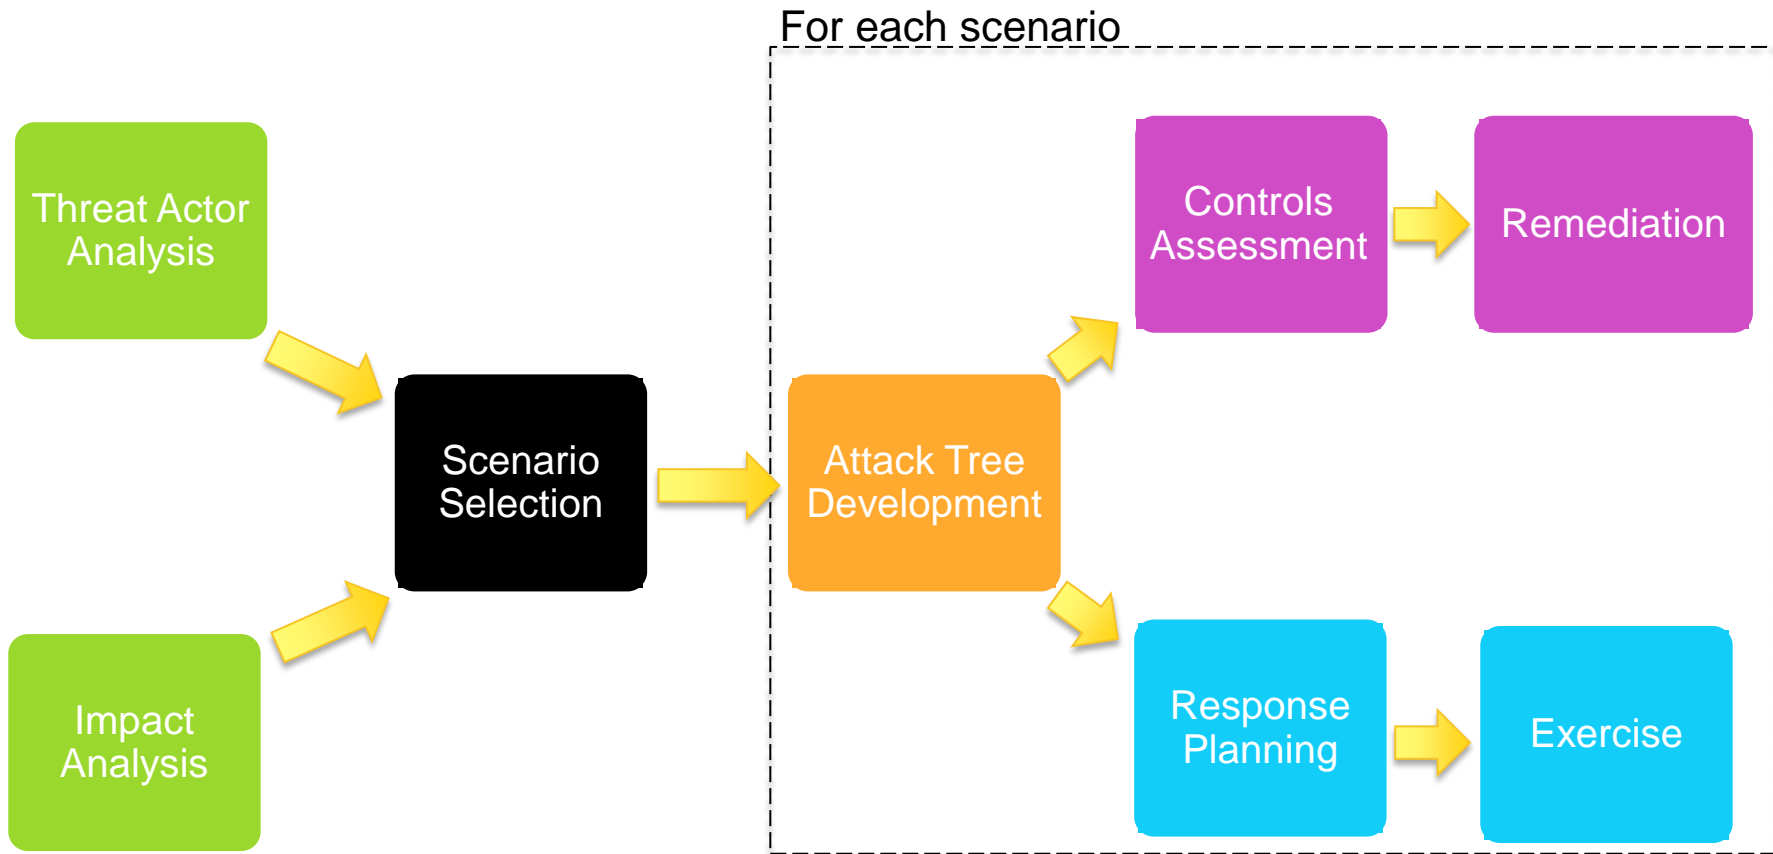 For each scenario
Threat Actor
Analysis
Controls
Assessment
Remediation
Scenario
Selection
Attack Tree
Development
Impact
Analysis
Response
Planning
Exercise